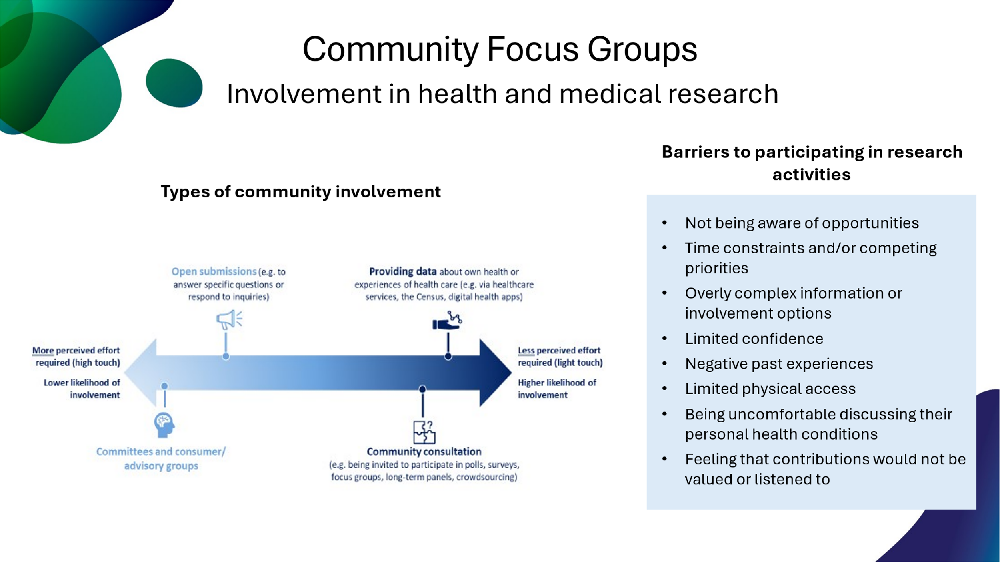 Community Focus Groups
Involvement in health and medical research
Types of community involvement
Open submissions (e.g. to
answer specific questions or
respond to inquiries)
Providing data about own health or
experiences of health care (e.g. via healthcare
services, the Census, digital health apps)
More perceived effort
required (high touch)
Lower likelihood of
involvement
Less perceived effort
required (light touch)
Higher likelihood of
involvement
Committees and consumer/
advisory groups
?
Community consultation
(e.g. being invited to participate in polls, surveys,
focus groups, long-term panels, crowdsourcing)
Barriers to participating in research
activities
• Not being aware of opportunities
• Time constraints and/or competing
priorities
• Overly complex information or
involvement options
• Limited confidence
• Negative past experiences
• Limited physical access
• Being uncomfortable discussing their
personal health conditions
• Feeling that contributions would not be
valued or listened to